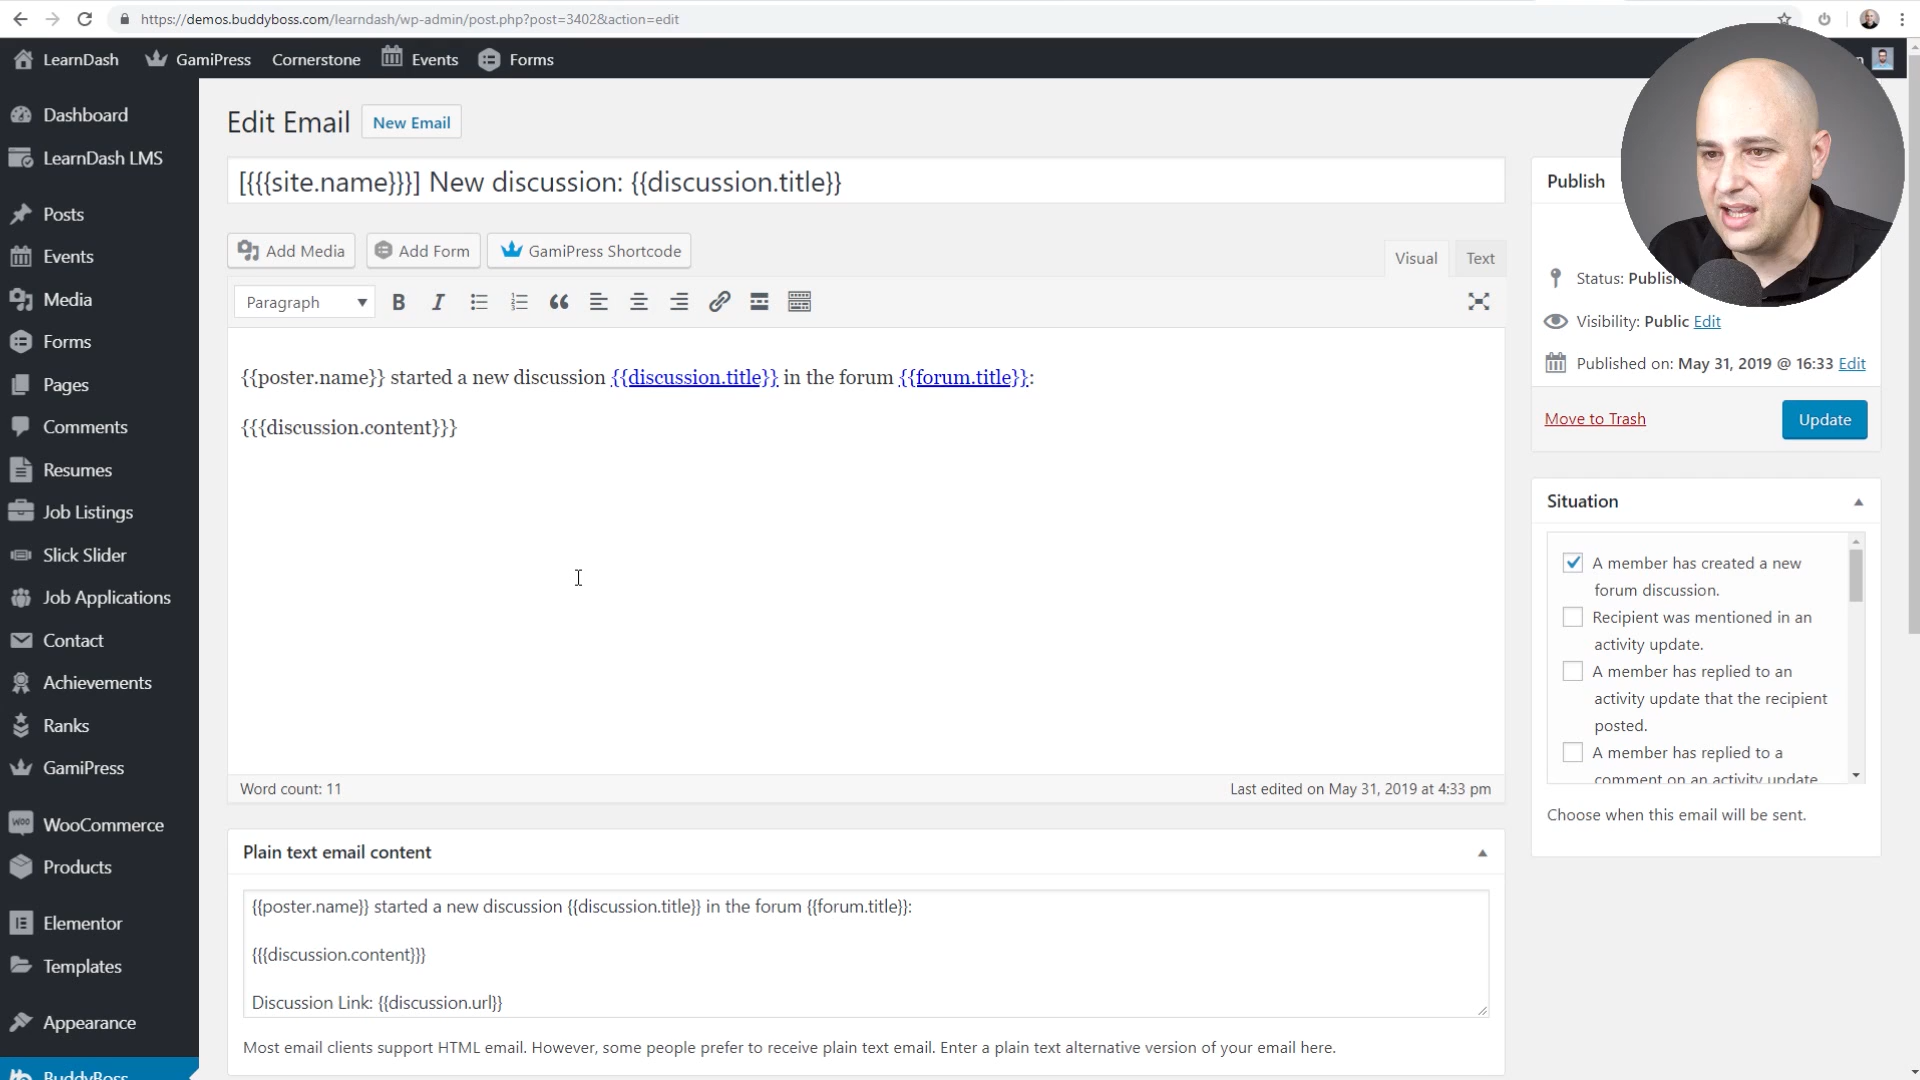 https://demos.buddyboss.com/learndash/wp-admin/post.php?post=3402&action=edit
LearnDash GamiPress Cornerstone Events Forms
Dashboard
LearnDash LMS
Posts
Events
Media
Forms
Pages
Comments
Resumes
Job Listings
Slick Slider
Job Applications
Contact
Achievements
Ranks
GamiPress
WooCommerce
Products
Elementor
Templates
Appearance
BuddyBoss
Edit Email New Email
[{{{site.name}}}] New discussion: {{discussion.title}}
Add Media Add Form GamiPress Shortcode
Visual Text
Paragraph
{{poster.name}} started a new discussion {{discussion.title}} in the forum {{forum.title}}:
{{{discussion.content}}}
Word count: 11
Last edited on May 31, 2019 at 4:33 pm
Plain text email content
{{poster.name}} started a new discussion {{discussion.title}} in the forum {{forum.title}}:
{{{discussion.content}}}
Discussion Link: {{discussion.url}}
Most email clients support HTML email. However, some people prefer to receive plain text email. Enter a plain text alternative version of your email here.
Publish
Status:
Visibility: Public Edit
Published on: May 31, 2019 @ 16:33 Edit
Move to Trash Update
Situation
A member has created a new
forum discussion.
Recipient was mentioned in an
activity update.
A member has replied to an
activity update that the recipient
posted.
A member has replied to a
comment on an activity update
Choose when this email will be sent.